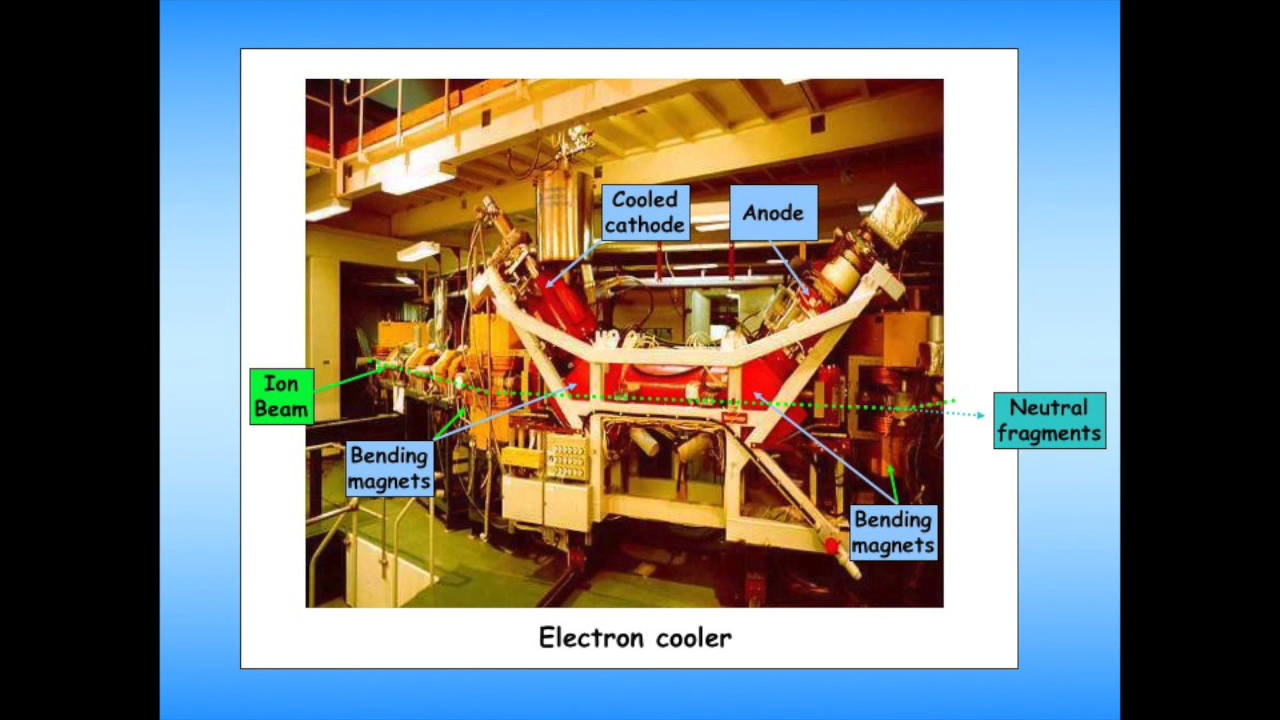 Cooled
cathode
Anode
Ion
Beam
Neutral
fragments
Bending
magnets
Bending
magnets
Electron cooler